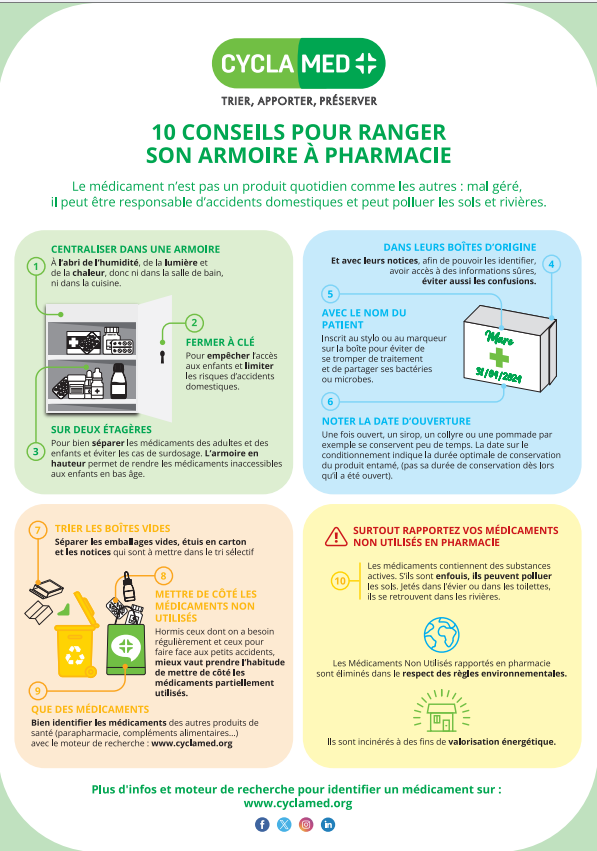 CYCLAMED
TRIER, APPORTER, PRÉSERVER
10 CONSEILS POUR RANGER
SON ARMOIRE À PHARMACIE
Le médicament n'est pas un produit quotidien comme les autres : mal géré,
il peut être responsable d'accidents domestiques et peut polluer les sols et rivières.
CENTRALISER DANS UNE ARMOIRE
1
À l'abri de l'humidité, de la lumière et
de la chaleur, donc ni dans la salle de bain,
ni dans la cuisine.
2
FERMER À CLÉ
Pour empêcher l'accès
aux enfants et limiter
les risques d'accidents
domestiques.
SUR DEUX ÉTAGÈRES
3
Pour bien séparer les médicaments des adultes et des
enfants et éviter les cas de surdosage. L'armoire en
hauteur permet de rendre les médicaments inaccessibles
aux enfants en bas âge.
DANS LEURS BOÎTES D'ORIGINE
4
Et avec leurs notices, afin de pouvoir les identifier,
avoir accès à des informations sûres,
éviter aussi les confusions.
5
AVEC LE NOM DU
PATIENT
Inscrit au stylo ou au marqueur
sur la boîte pour éviter de
se tromper de traitement
et de partager ses bactéries
ou microbes.
Marc
31/04/2024
6
NOTER LA DATE D'OUVERTURE
Une fois ouvert, un sirop, un collyre ou une pommade par
exemple se conservent peu de temps. La date sur le
conditionnement indique la durée optimale de conservation
du produit entamé, (pas sa durée de conservation dès lors
qu'il a été ouvert).
7
TRIER LES BOÎTES VIDES
Séparer les emballages vides, étuis en carton
et les notices qui sont à mettre dans le tri sélectif
8
METTRE DE CÔTÉ LES
MÉDICAMENTS NON
UTILISÉS
Hormis ceux dont on a besoin
régulièrement et ceux pour
faire face aux petits accidents,
mieux vaut prendre l'habitude
de mettre de côté les
médicaments partiellement
utilisés.
9
QUE DES MÉDICAMENTS
Bien identifier les médicaments des autres produits de
santé (parapharmacie, compléments alimentaires...)
avec le moteur de recherche : www.cyclamed.org
SURTOUT RAPPORTEZ VOS MÉDICAMENTS
NON UTILISÉS EN PHARMACIE
10
Les médicaments contiennent des substances
actives. S'ils sont enfouis, ils peuvent polluer
les sols. Jetés dans l'évier ou dans les toilettes,
ils se retrouvent dans les rivières.
Les Médicaments Non Utilisés rapportés en pharmacie
sont éliminés dans le respect des règles environnementales.
Ils sont incinérés à des fins de valorisation énergétique.
Plus d'infos et moteur de recherche pour identifier un médicament sur :
www.cyclamed.org